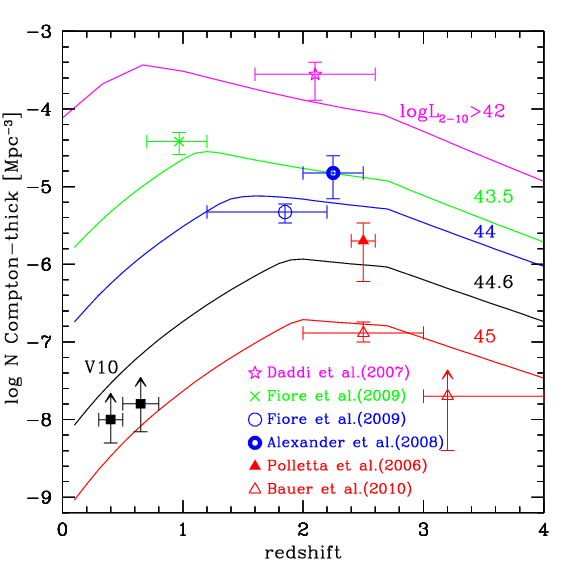 -3
-4
-5
-6
-7
-8
-9
log N Compton-thick [Mpc⁻³]
logL₂₋₁₀>42
43.5
44
44.6
45
V10
Daddi et al.(2007)
Fiore et al.(2009)
Fiore et al.(2009)
Alexander et al.(2008)
Polletta et al.(2006)
Bauer et al.(2010)
0 1 2 3 4
redshift